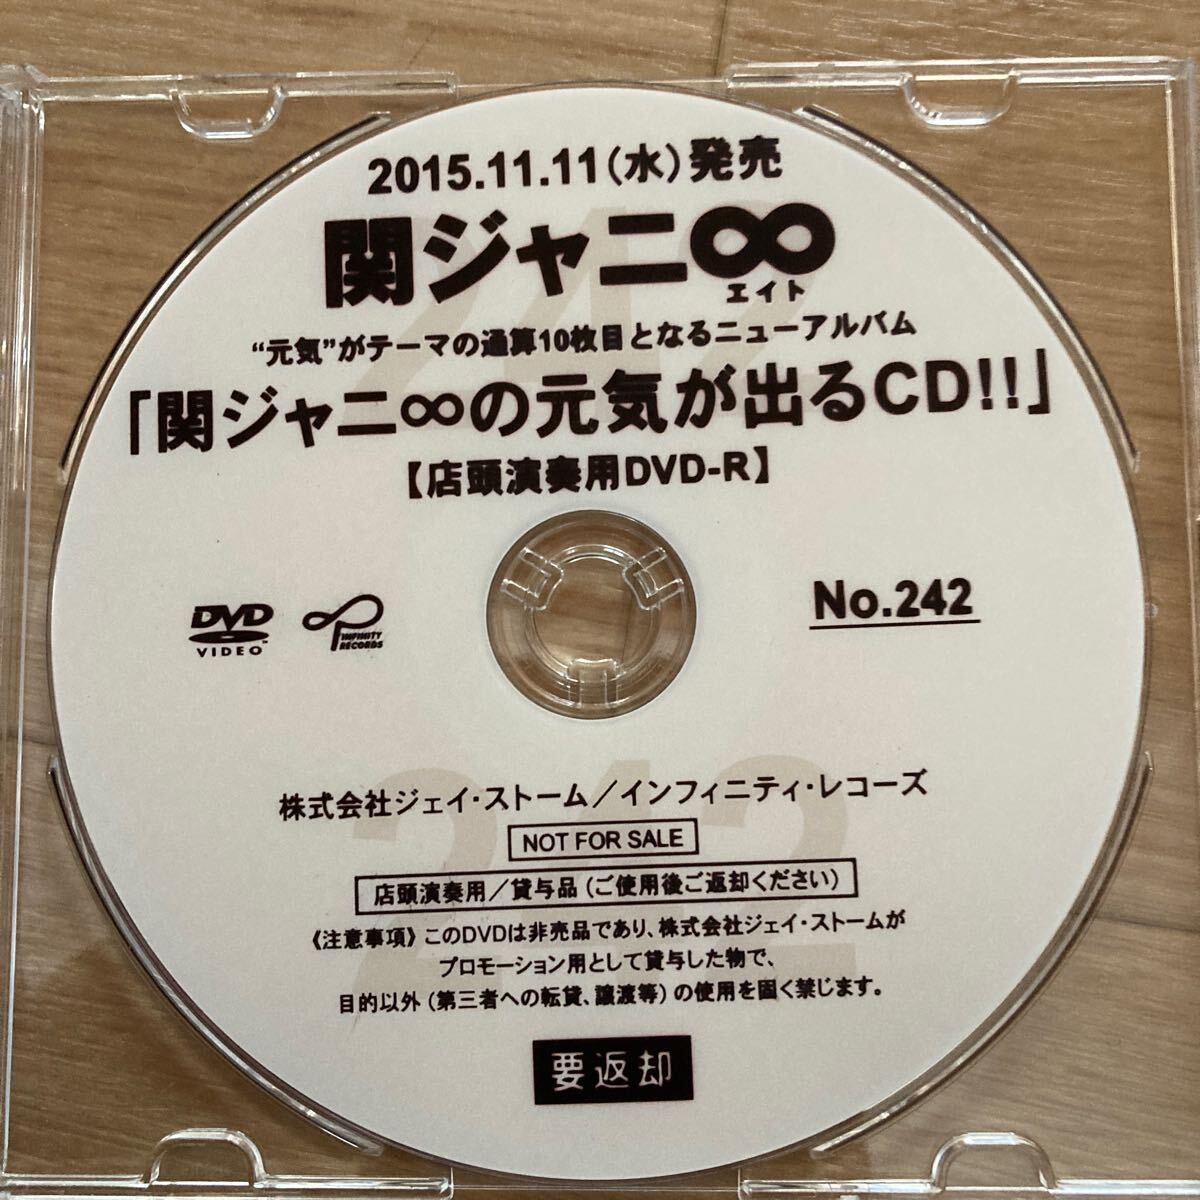 2015.11.11(水)発売
関ジャニ∞
エイト
“元気”がテーマの通算10枚目となるニューアルバム
「関ジャニ∞の元気が出るCD!!」
【店頭演奏用DVD-R】
DVD
VIDEO™
INFINITY
RECORDS
No.242
242
株式会社ジェイ・ストーム／インフィニティ・レコーズ
242
NOT FOR SALE
店頭演奏用／貸与品（ご使用後ご返却ください）
《注意事項》このDVDは非売品であり、株式会社ジェイ・ストームが
プロモーション用として貸与した物で、
目的以外（第三者への転貸、譲渡等）の使用を固く禁じます。
要返却